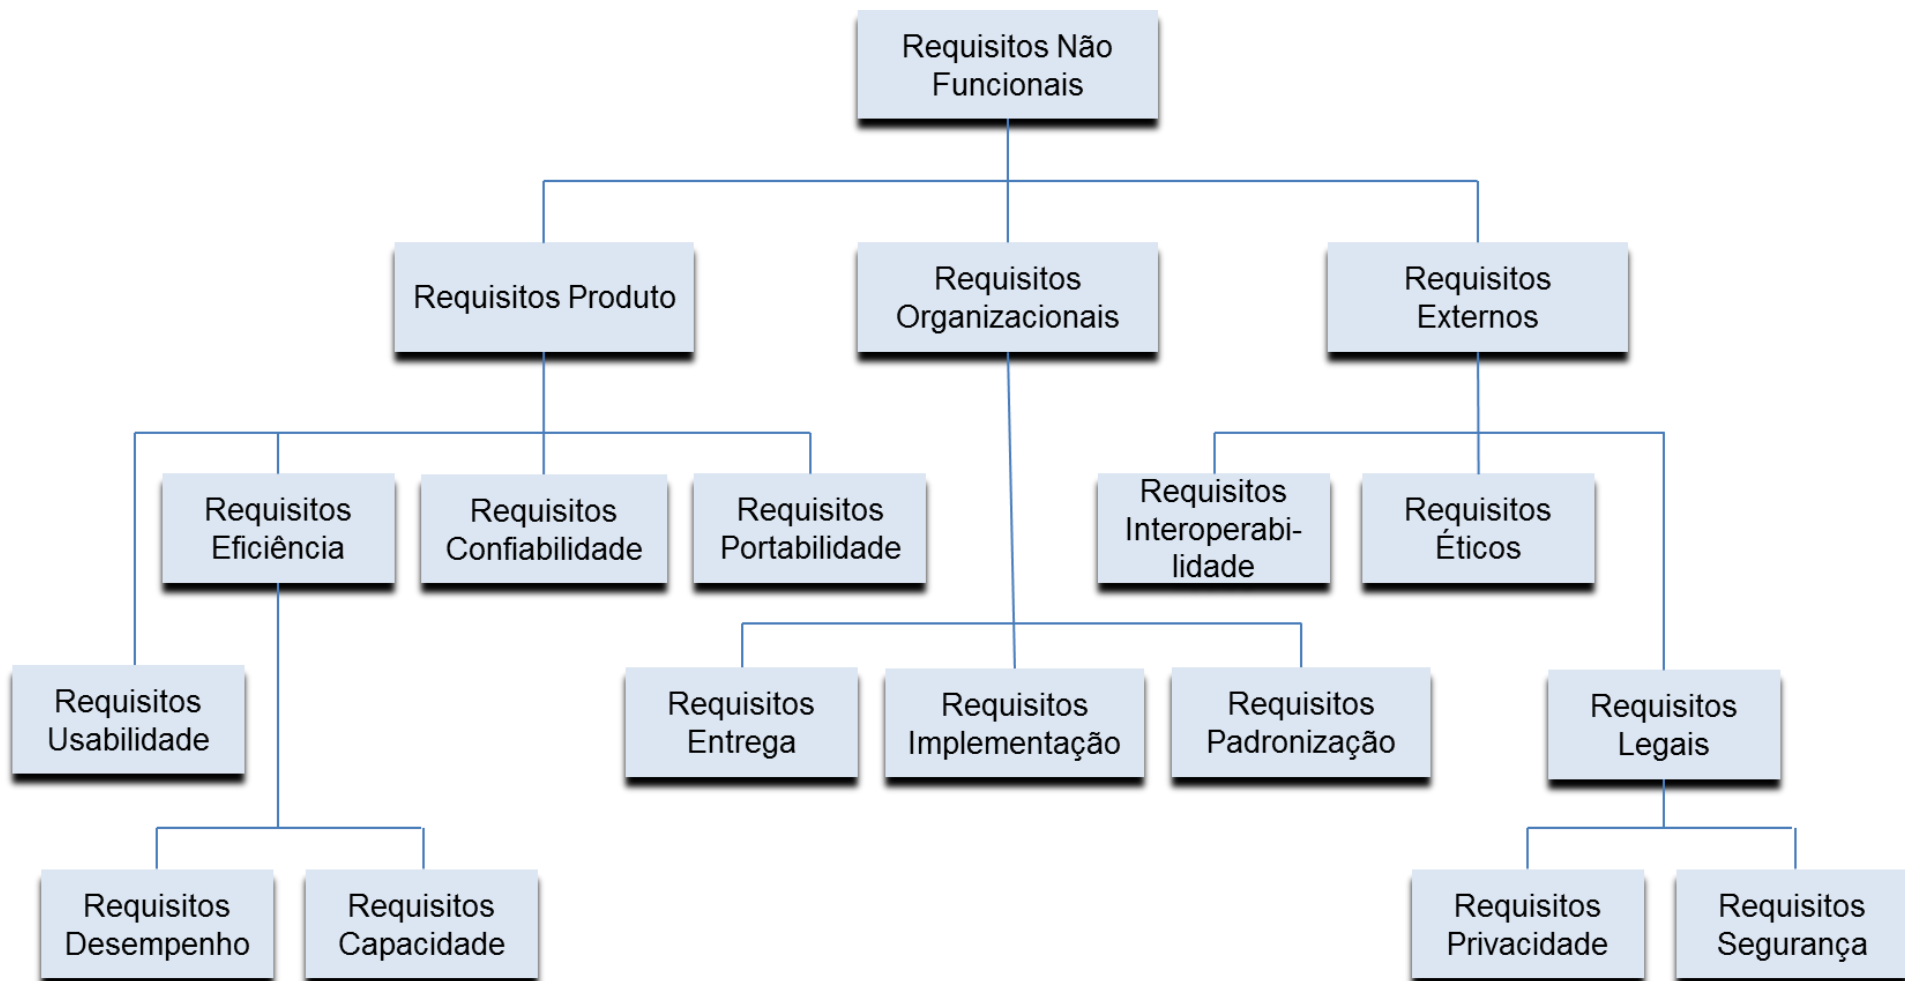 Requisitos Não
Funcionais
Requisitos Produto
Requisitos
Organizacionais
Requisitos
Externos
Requisitos
Eficiência
Requisitos
Confiabilidade
Requisitos
Portabilidade
Requisitos
Interoperabi-
lidade
Requisitos
Éticos
Requisitos
Usabilidade
Requisitos
Entrega
Requisitos
Implementação
Requisitos
Padronização
Requisitos
Legais
Requisitos
Desempenho
Requisitos
Capacidade
Requisitos
Privacidade
Requisitos
Segurança